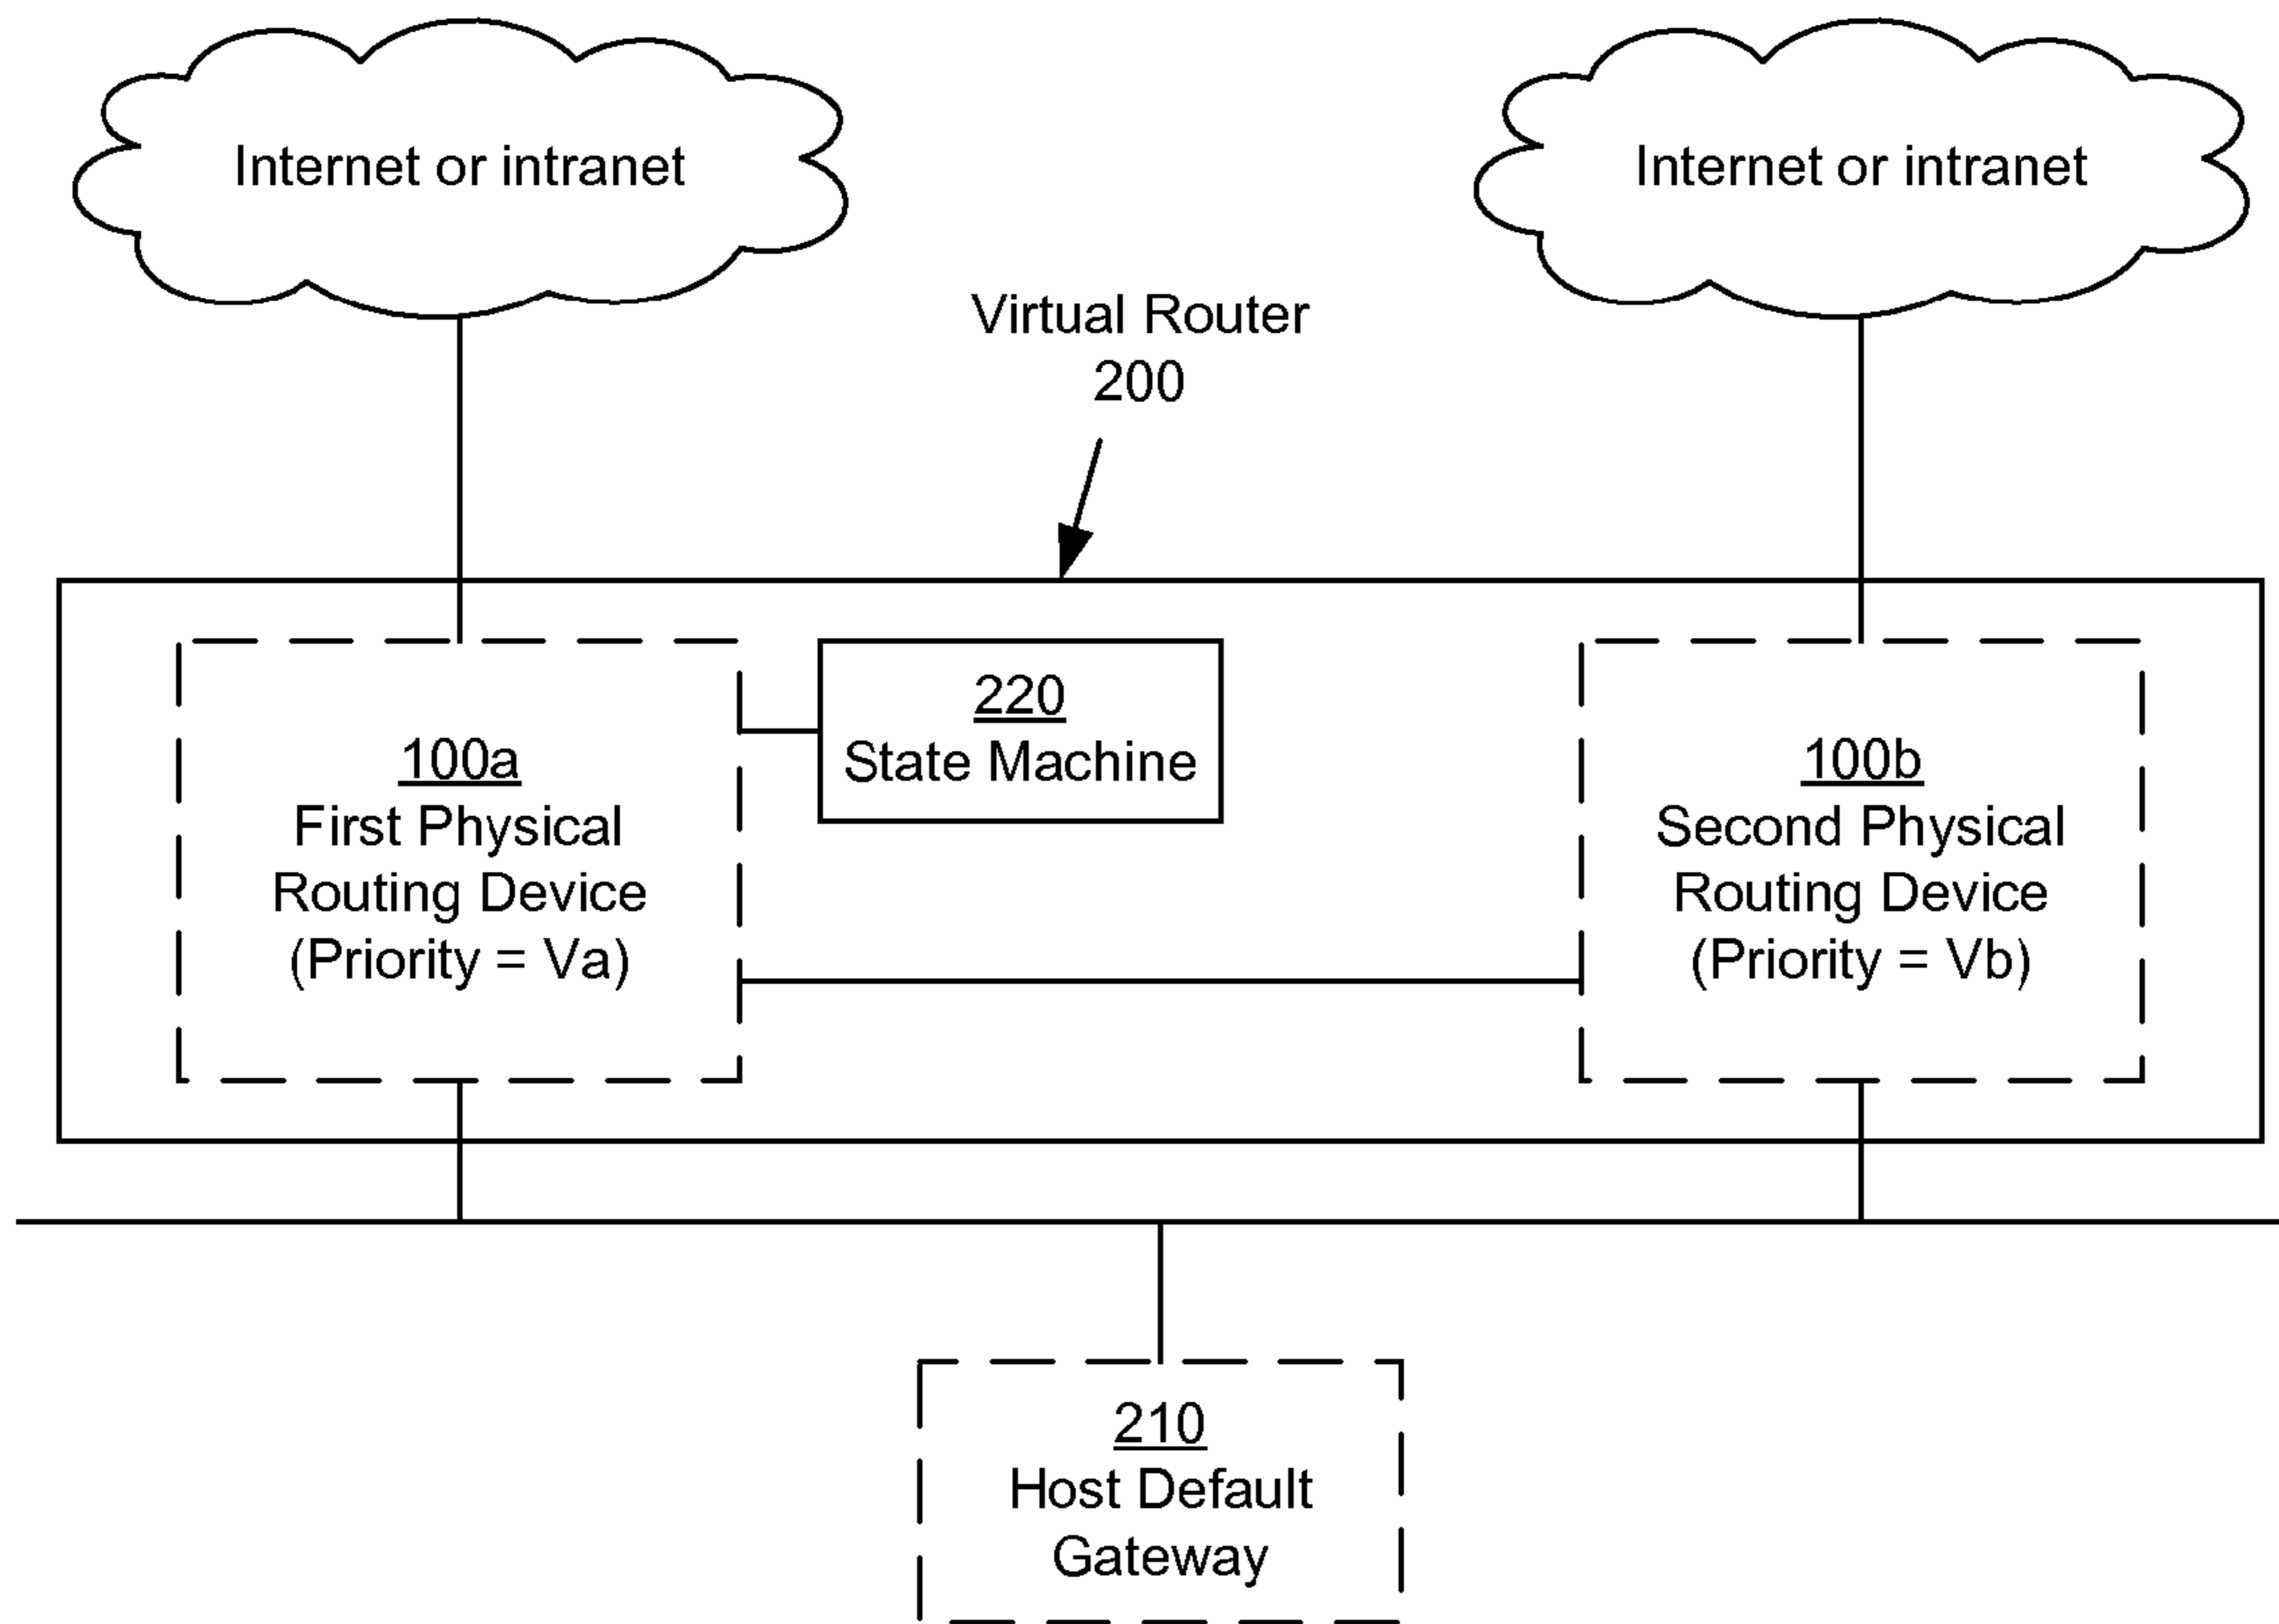 Internet or intranet
Internet or intranet
Virtual Router
200
100a
First Physical
Routing Device
(Priority = Va)
220
State Machine
100b
Second Physical
Routing Device
(Priority = Vb)
210
Host Default
Gateway